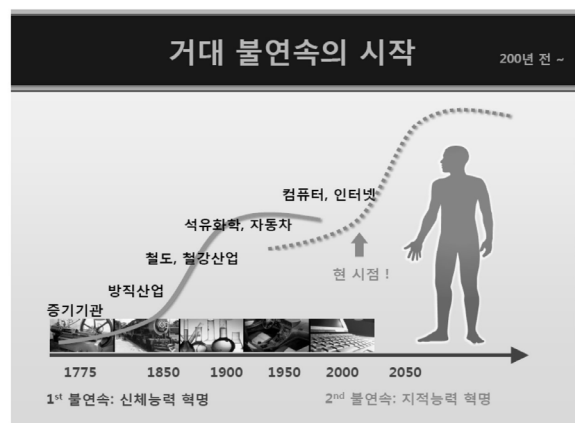 거대 불연속의 시작
200년 전 ~
컴퓨터, 인터넷
석유화학, 자동차
철도, 철강산업
현 시점 !
방직산업
증기기관
1775 1850 1900 1950 2000 2050
1st 불연속: 신체능력 혁명
2nd 불연속: 지적능력 혁명